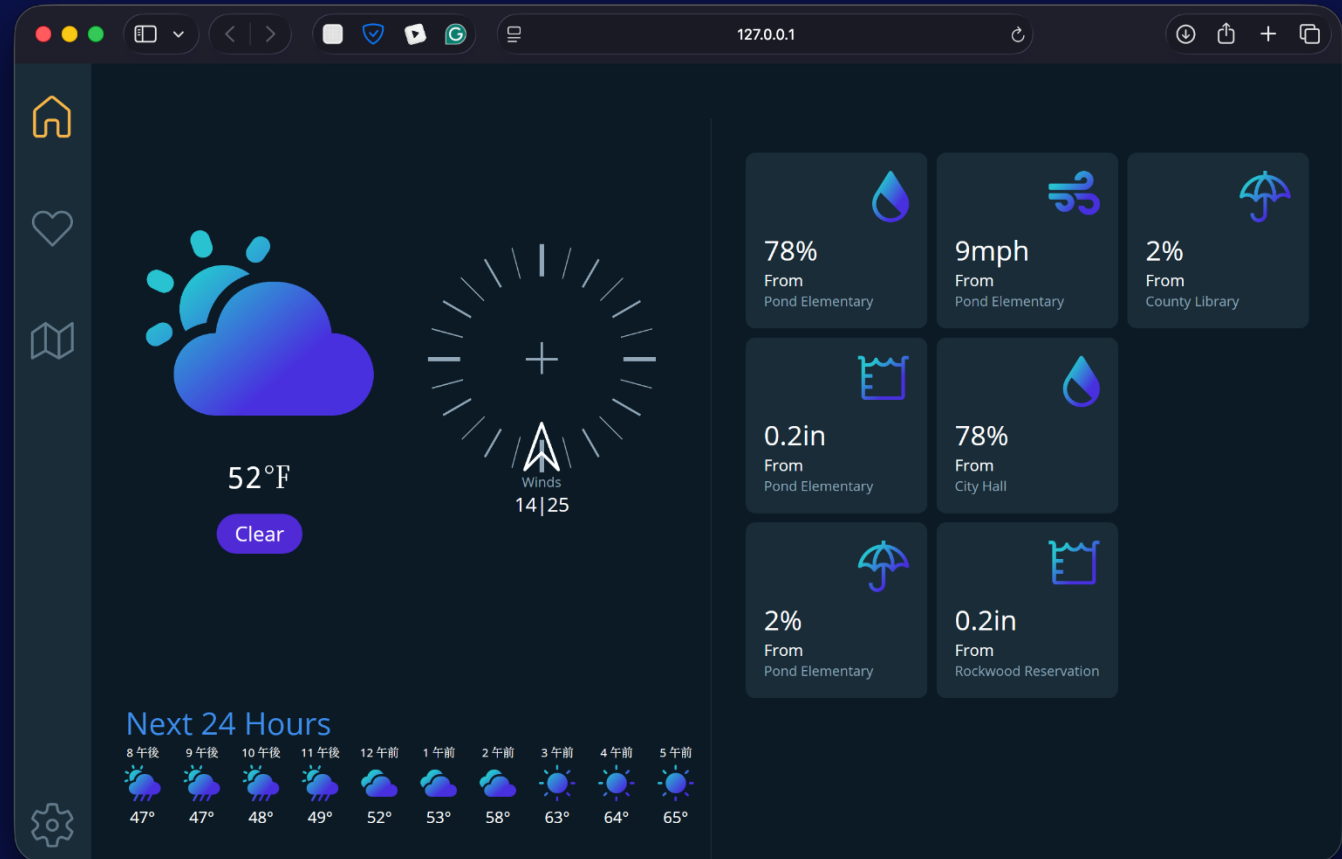 127.0.0.1
52°F
Clear
Winds
14|25
Next 24 Hours
8 午後 9 午後 10 午後 11 午後 12 午前 1 午前 2 午前 3 午前 4 午前 5 午前
47° 47° 48° 49° 52° 53° 58° 63° 64° 65°
78%
From
Pond Elementary
9mph
From
Pond Elementary
2%
From
County Library
0.2in
From
Pond Elementary
78%
From
City Hall
2%
From
Pond Elementary
0.2in
From
Rockwood Reservation